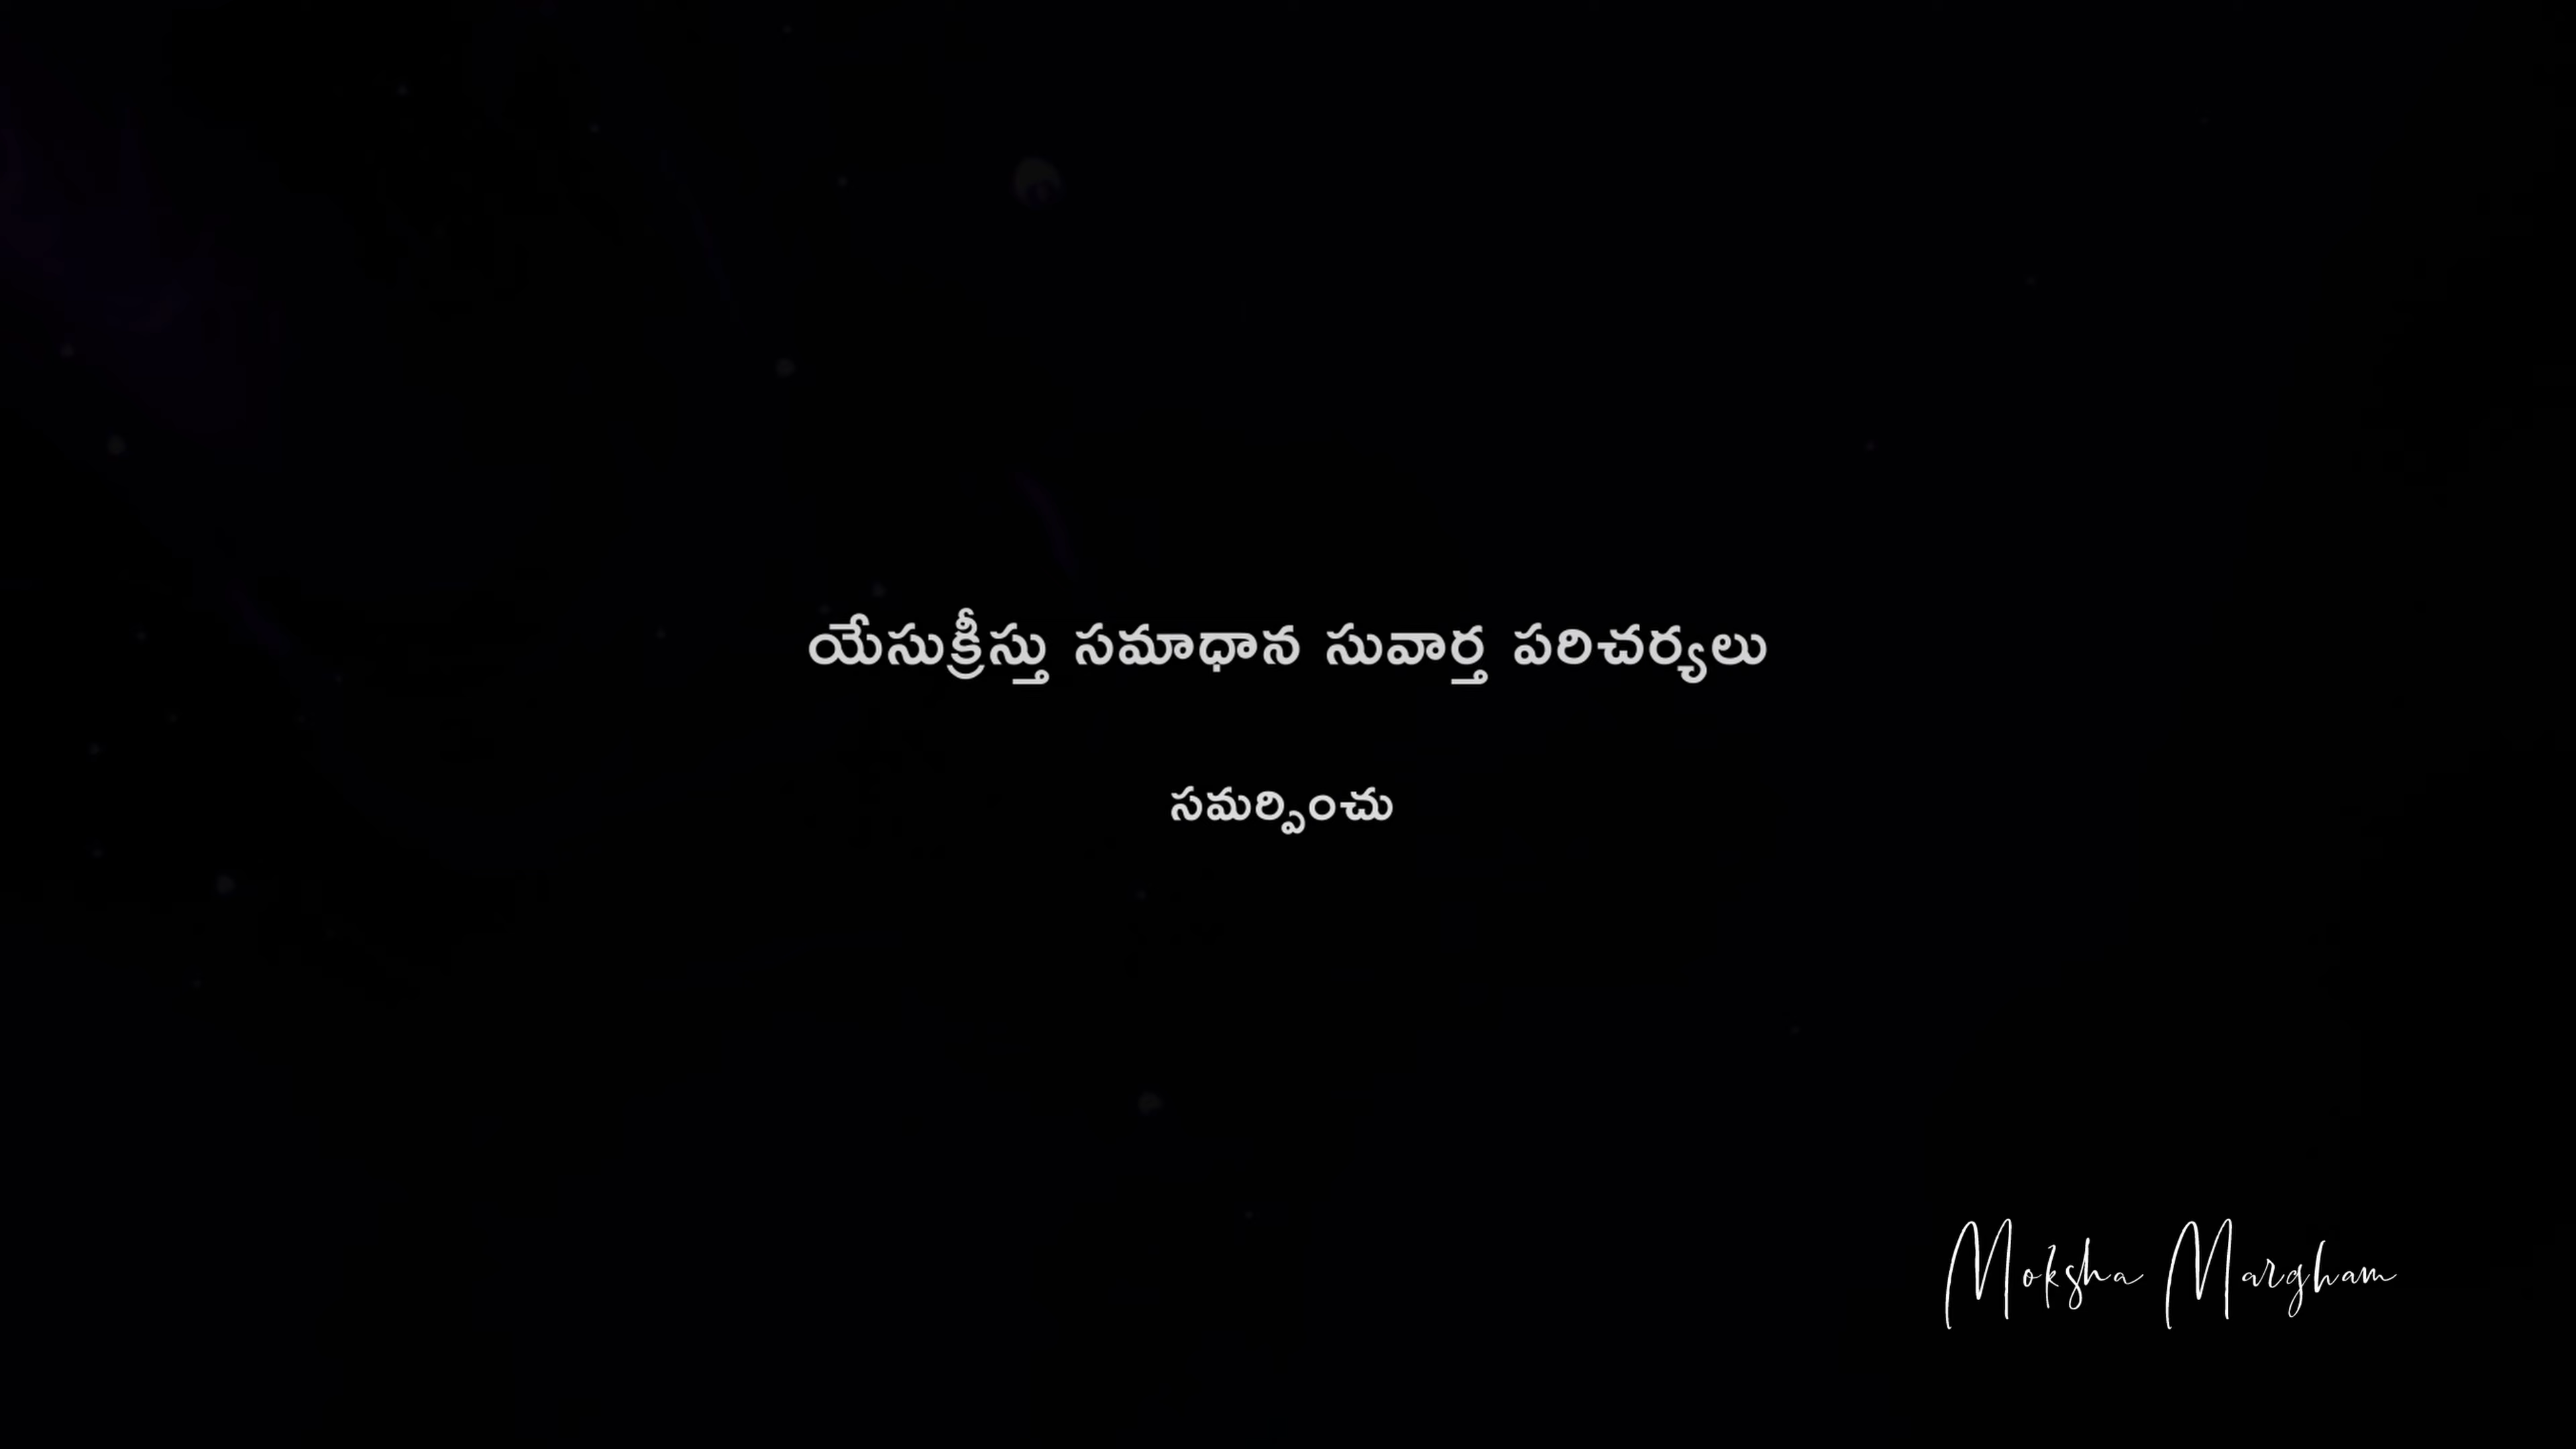 యేసుక్రీస్తు సమాధాన సువార్త పరిచర్యలు
సమర్పించు
Moksha Margham